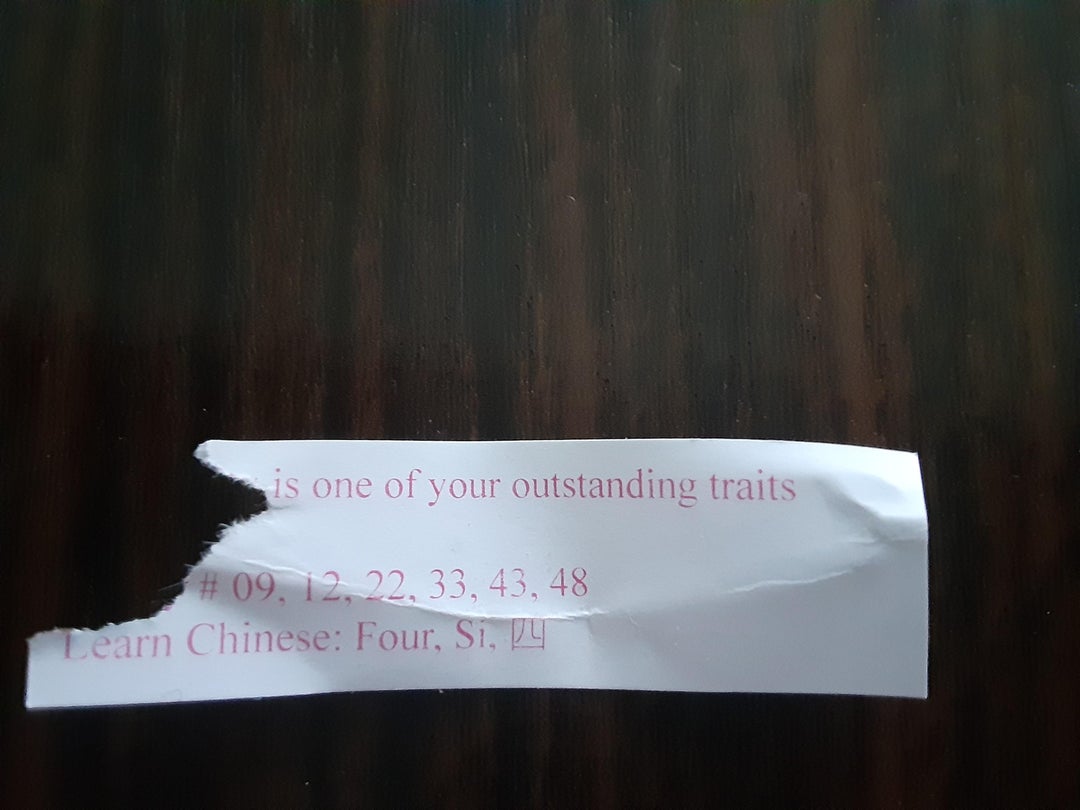 is one of your outstanding traits
# 09, 12, 22, 33, 43, 48
Learn Chinese: Four, Si, 四